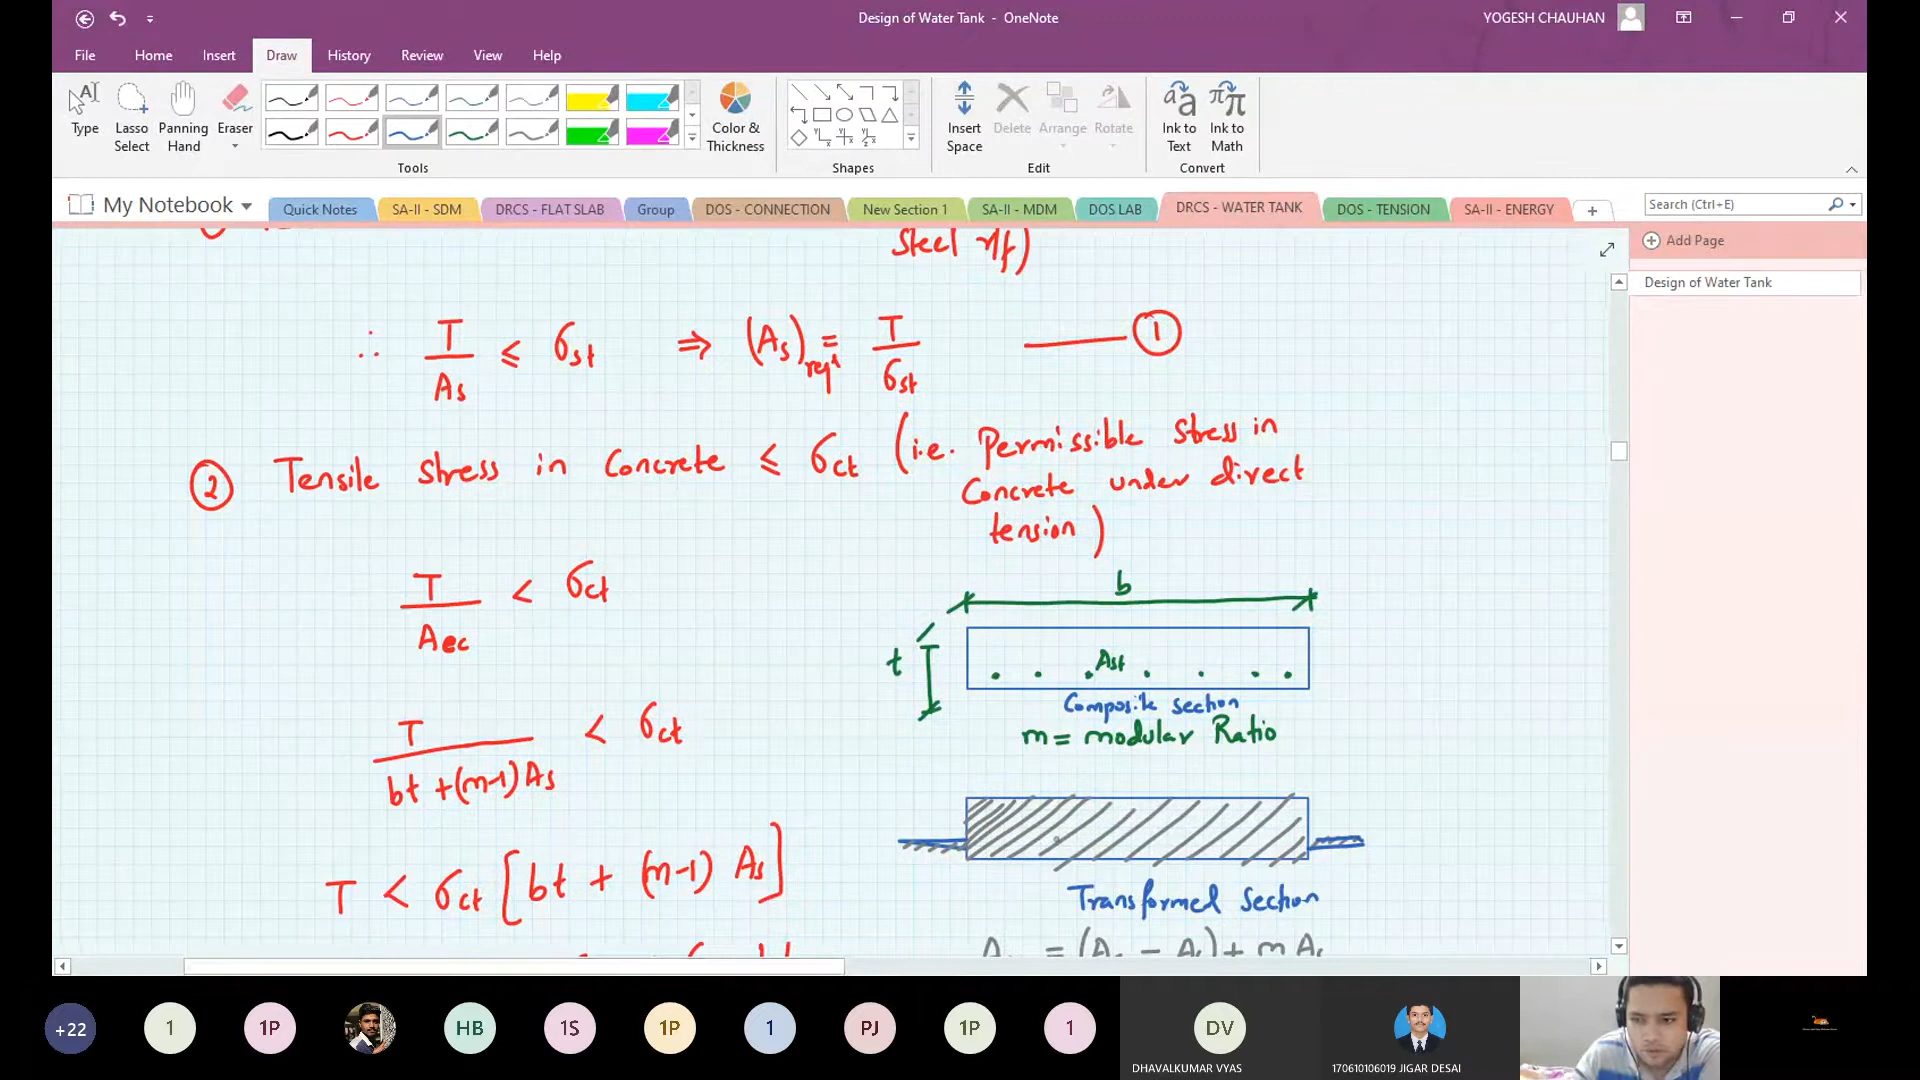 Design of Water Tank - OneNote
YOGESH CHAUHAN
File Home Insert Draw History Review View Help
Type
Lasso Select
Panning Hand
Eraser
Color & Thickness
Insert Space
Delete
Arrange
Rotate
Ink to Text
Ink to Math
Tools
Shapes
Edit
Convert
My Notebook
Quick Notes
SA-II - SDM
DRCS - FLAT SLAB
Group
DOS - CONNECTION
New Section 1
SA-II - MDM
DOS LAB
DRCS - WATER TANK
DOS - TENSION
SA-II - ENERGY
Search (Ctrl+E)
Add Page
Design of Water Tank
Steel r/f)
∴ T/As ≤ σst ⇒ (As)reqd = T/σst —— ①
② Tensile stress in Concrete ≤ σct (i.e. Permissible stress in
Concrete under direct
tension)
T/Aec < σct
b
t
Ast
Composite section
m = modular Ratio
T/(bt + (m-1)As) < σct
T < σct [bt + (m-1) As]
Transformed Section
+22
1
1P
HB
1S
1P
1
PJ
1P
1
DV
DHAVALKUMAR VYAS
170610106019 JIGAR DESAI